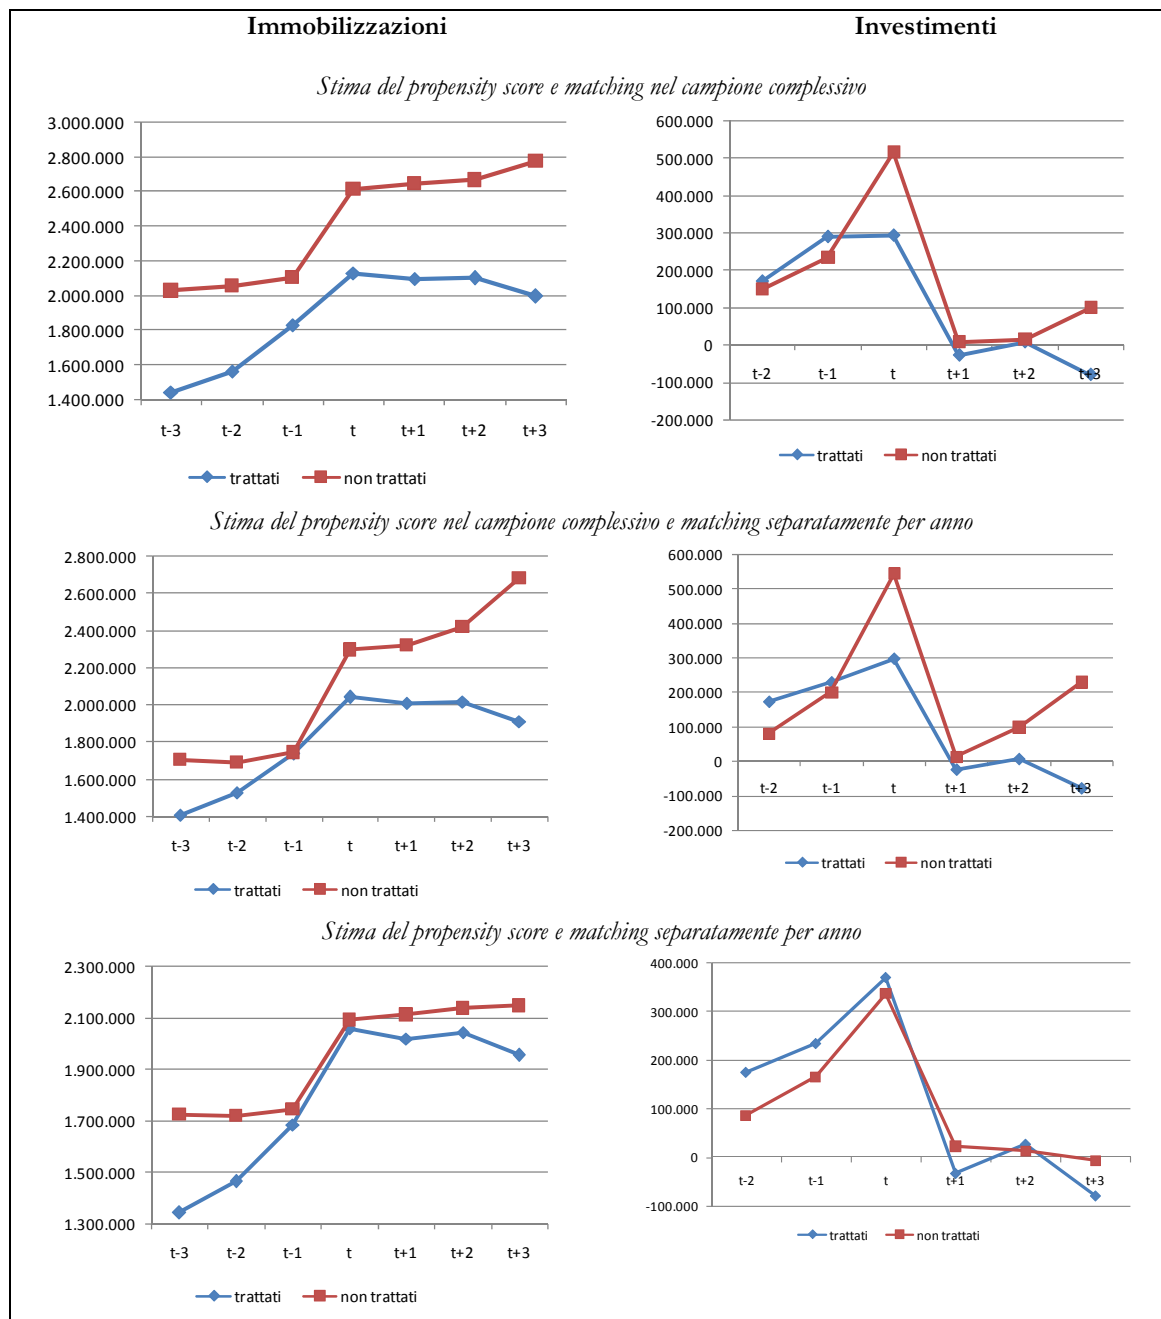 Immobilizzazioni
Investimenti
Stima del propensity score e matching nel campione complessivo
3.000.000
2.800.000
2.600.000
2.400.000
2.200.000
2.000.000
1.800.000
1.600.000
1.400.000
t-3 t-2 t-1 t t+1 t+2 t+3
trattati non trattati
600.000
500.000
400.000
300.000
200.000
100.000
0
-100.000
-200.000
t-2 t-1 t t+1 t+2 t+3
trattati non trattati
Stima del propensity score nel campione complessivo e matching separatamente per anno
2.800.000
2.600.000
2.400.000
2.200.000
2.000.000
1.800.000
1.600.000
1.400.000
t-3 t-2 t-1 t t+1 t+2 t+3
trattati non trattati
600.000
500.000
400.000
300.000
200.000
100.000
0
-100.000
-200.000
t-2 t-1 t t+1 t+2 t+3
trattati non trattati
Stima del propensity score e matching separatamente per anno
2.300.000
2.100.000
1.900.000
1.700.000
1.500.000
1.300.000
t-3 t-2 t-1 t t+1 t+2 t+3
trattati non trattati
400.000
300.000
200.000
100.000
0
-100.000
t-2 t-1 t t+1 t+2 t+3
trattati non trattati